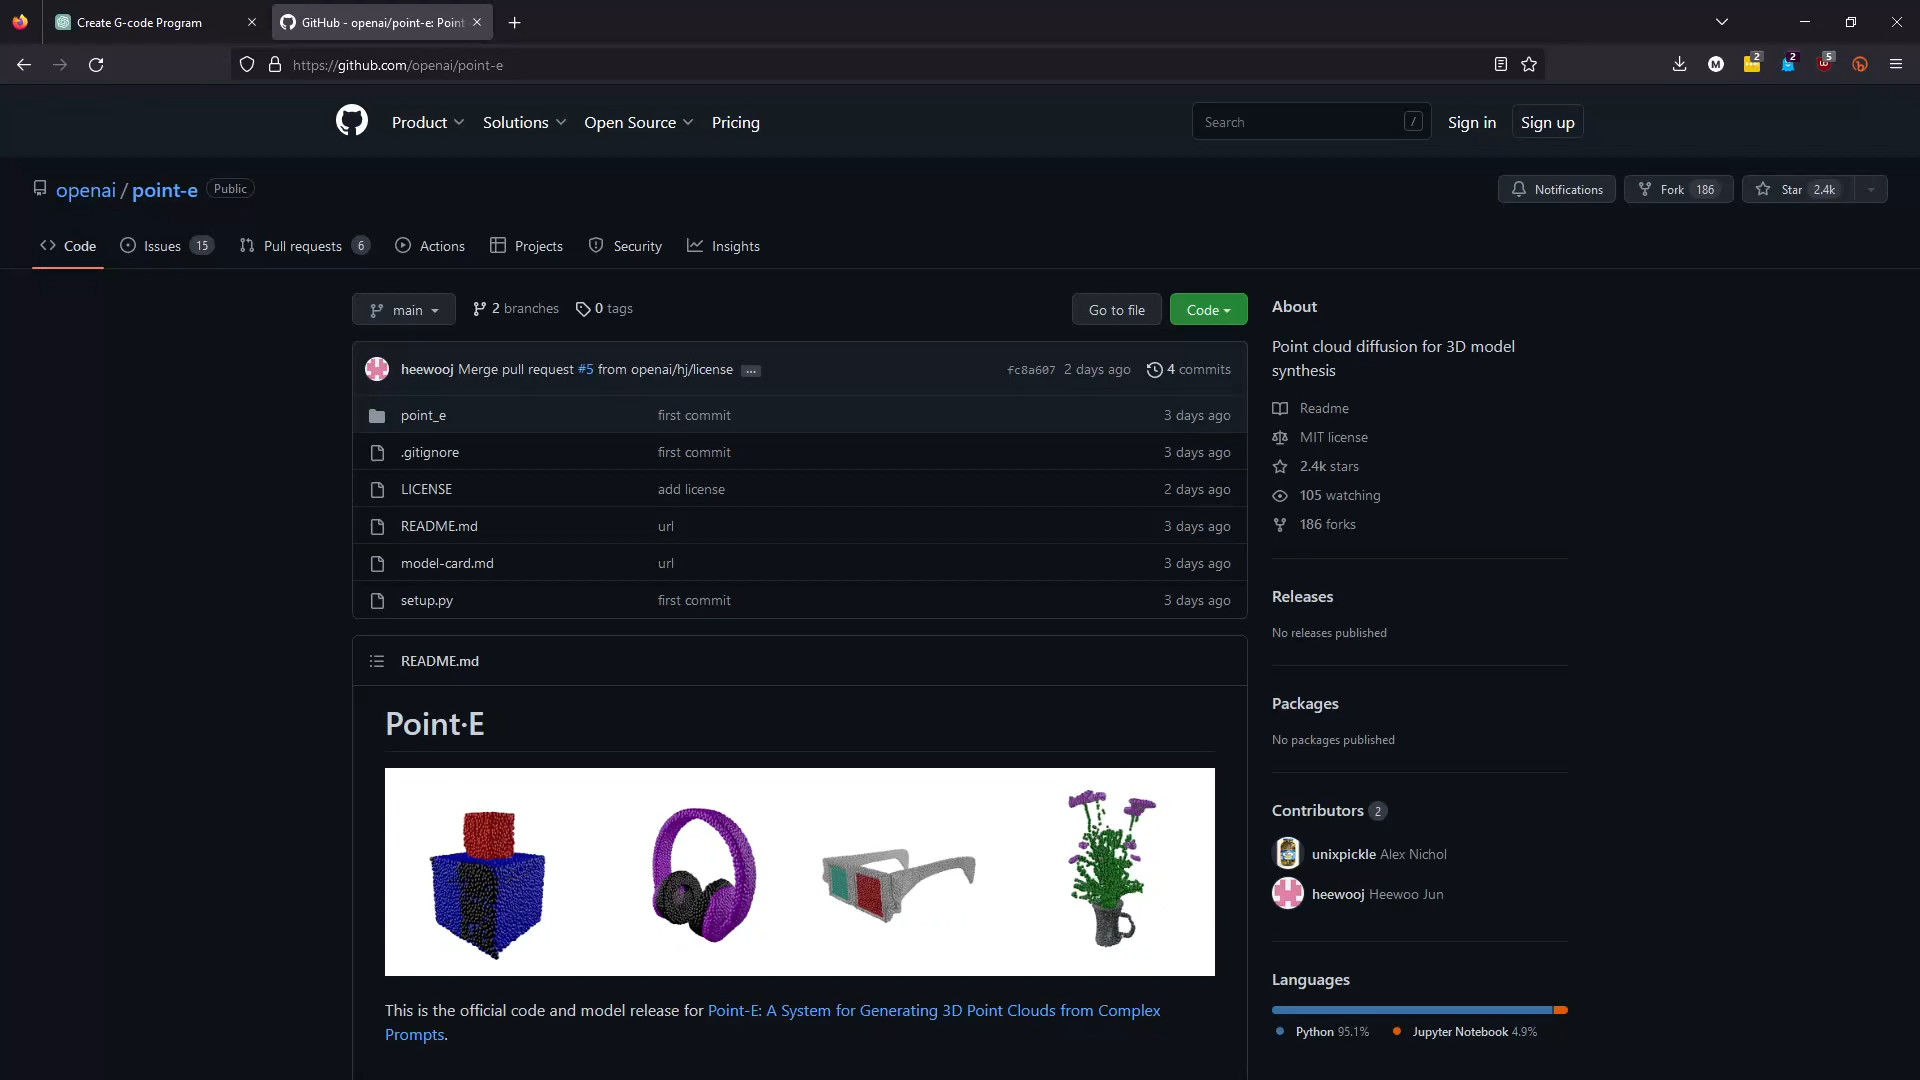 Create G-code Program
GitHub - openai/point-e: Point
https://github.com/openai/point-e
M
2
2
5
Product
Solutions
Open Source
Pricing
Search
/
Sign in
Sign up
openai / point-e
Public
Notifications
Fork 186
Star 2.4k
Code
Issues 15
Pull requests 6
Actions
Projects
Security
Insights
main
2 branches
0 tags
Go to file
Code
heewooj Merge pull request #5 from openai/hj/license ...
fc8a607 2 days ago
4 commits
point_e first commit 3 days ago
.gitignore first commit 3 days ago
LICENSE add license 2 days ago
README.md url 3 days ago
model-card.md url 3 days ago
setup.py first commit 3 days ago
README.md
Point·E
This is the official code and model release for Point-E: A System for Generating 3D Point Clouds from Complex
Prompts.
About
Point cloud diffusion for 3D model
synthesis
Readme
MIT license
2.4k stars
105 watching
186 forks
Releases
No releases published
Packages
No packages published
Contributors 2
unixpickle Alex Nichol
heewooj Heewoo Jun
Languages
Python 95.1%
Jupyter Notebook 4.9%